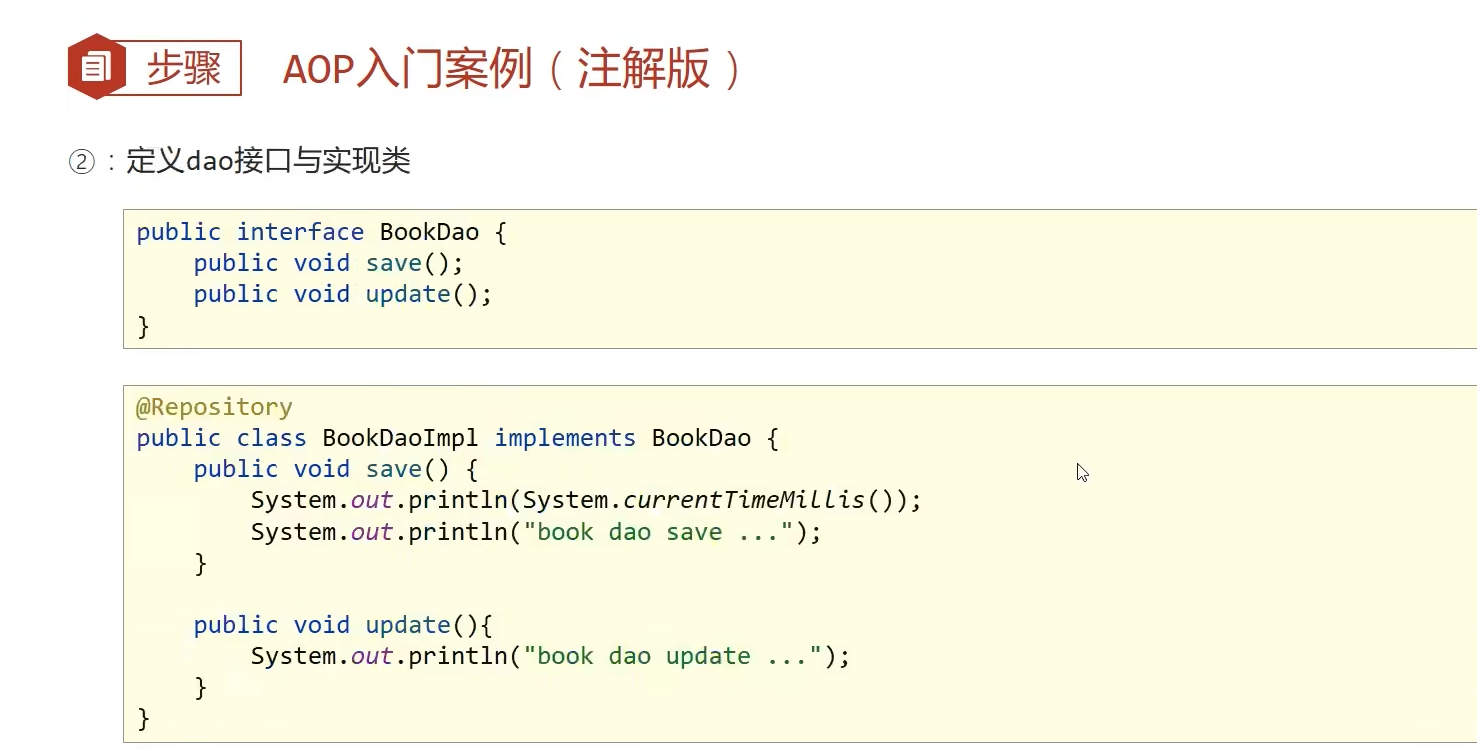 步骤 AOP入门案例（注解版）
②：定义dao接口与实现类
public interface BookDao {
    public void save();
    public void update();
}
@Repository
public class BookDaoImpl implements BookDao {
    public void save() {
        System.out.println(System.currentTimeMillis());
        System.out.println("book dao save ...");
    }
    public void update(){
        System.out.println("book dao update ...");
    }
}